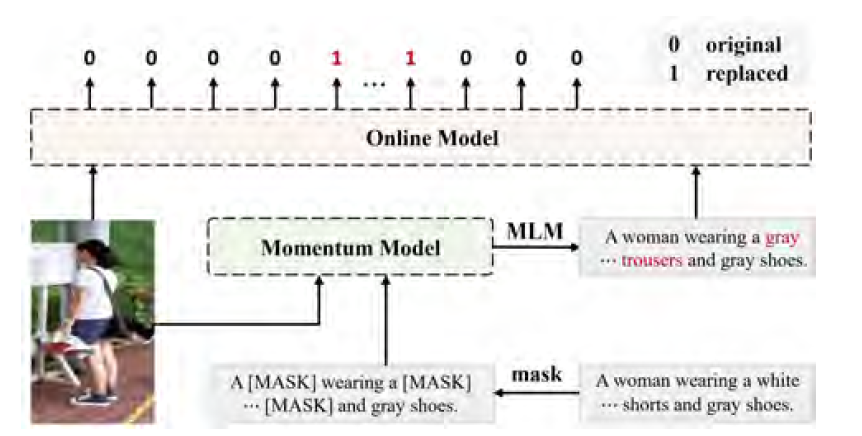 0 0 0 0 1 ... 1 0 0 0
0 original
1 replaced
Online Model
Momentum Model
MLM
A woman wearing a gray
... trousers and gray shoes.
A [MASK] wearing a [MASK]
... [MASK] and gray shoes.
mask
A woman wearing a white
... shorts and gray shoes.